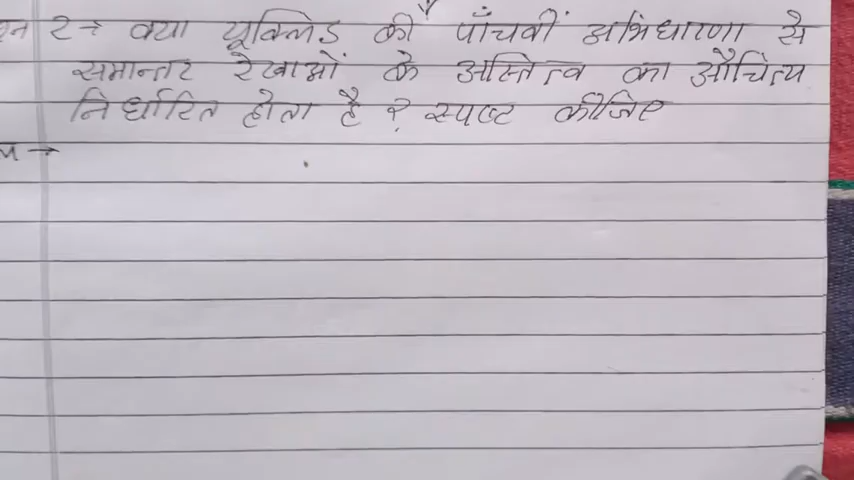 न 2→ क्या यूक्लिड की पाँचवीं अभिधारणा से
समान्तर रेखाओं के अस्तित्व का औचित्य
निर्धारित होता है ? स्पष्ट कीजिए
→